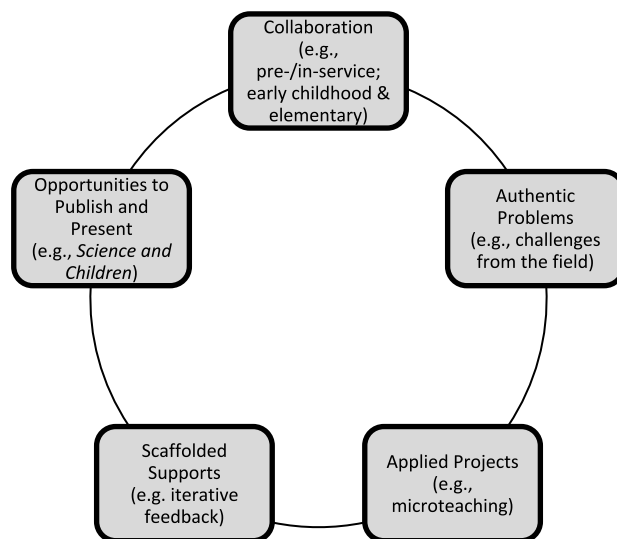 Collaboration
(e.g.,
pre-/in-service;
early childhood &
elementary)
Authentic
Problems
(e.g., challenges
from the field)
Applied Projects
(e.g.,
microteaching)
Scaffolded
Supports
(e.g. iterative
feedback)
Opportunities to
Publish and
Present
(e.g., Science and
Children)